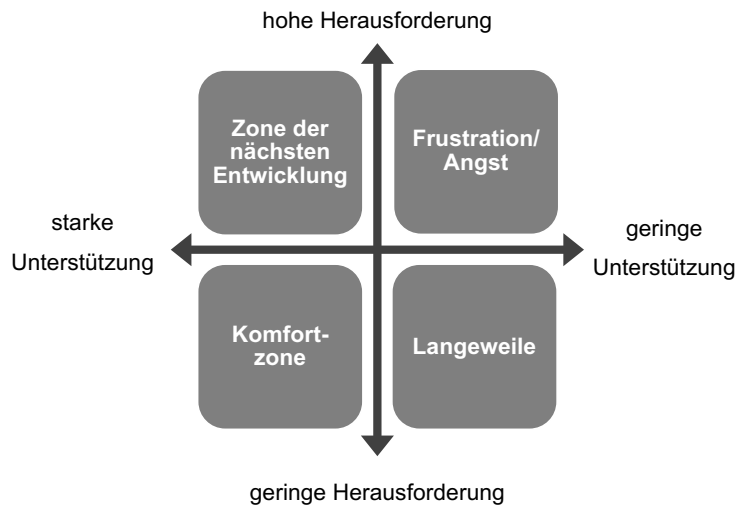 hohe Herausforderung
Zone der
nächsten
Entwicklung
Frustration/
Angst
starke
Unterstützung
geringe
Unterstützung
Komfort-
zone
Langeweile
geringe Herausforderung